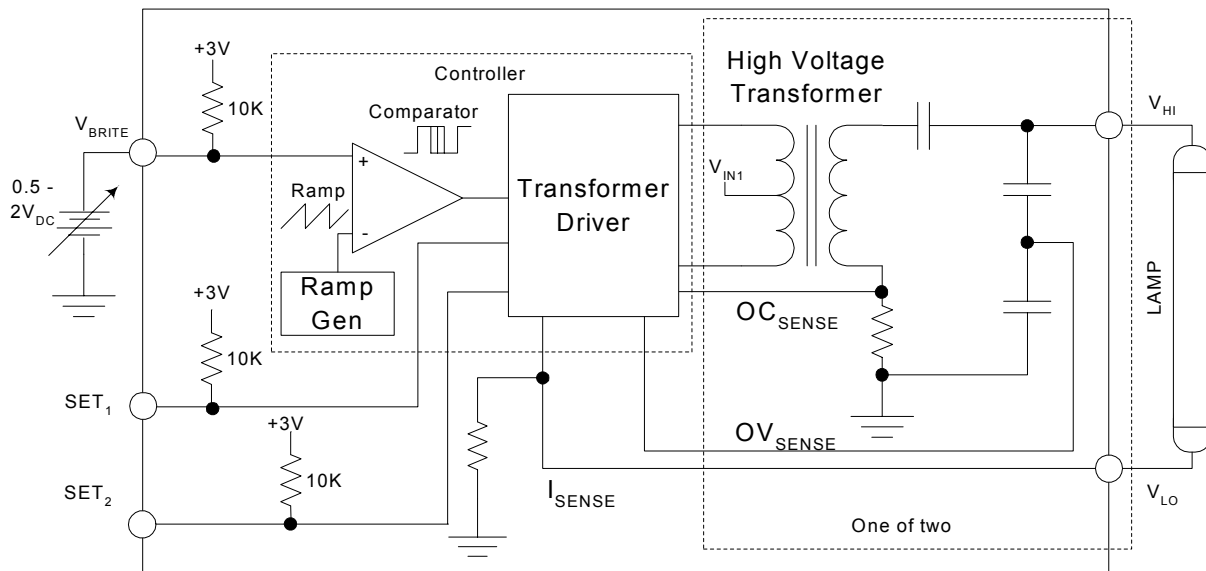 +3V
10K
V_BRITE
0.5 -
2V_DC
Controller
Comparator
Ramp
+
-
Ramp
Gen
Transformer
Driver
High Voltage
Transformer
V_IN1
V_HI
LAMP
+3V
10K
SET_1
OC_SENSE
+3V
10K
SET_2
OV_SENSE
I_SENSE
V_LO
One of two